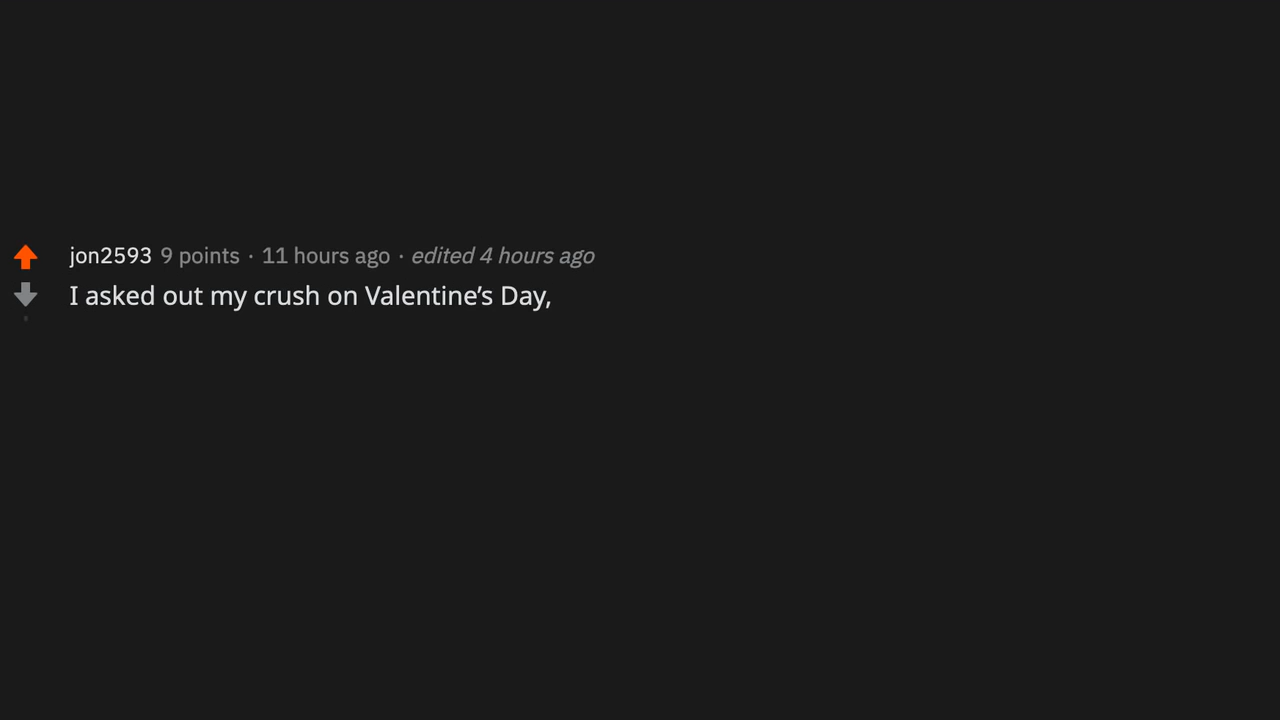 jon2593 9 points · 11 hours ago · edited 4 hours ago
I asked out my crush on Valentine’s Day,